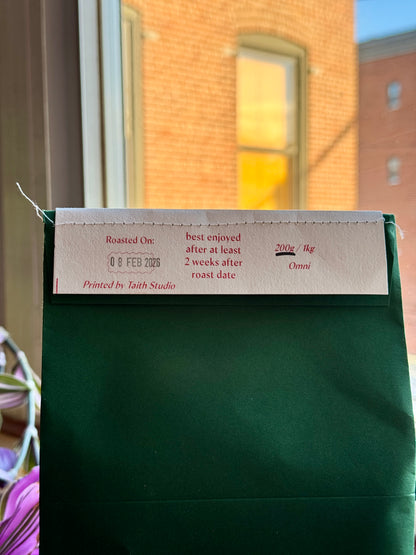 Roasted On:
08 FEB 2026
Printed by Taith Studio
best enjoyed
after at least
2 weeks after
roast date
200g / 1kg
Omni